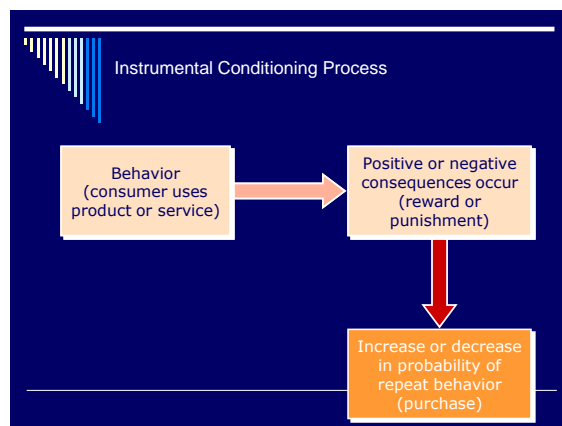 Instrumental Conditioning Process
Behavior
(consumer uses
product or service)
Positive or negative
consequences occur
(reward or
punishment)
Increase or decrease
in probability of
repeat behavior
(purchase)